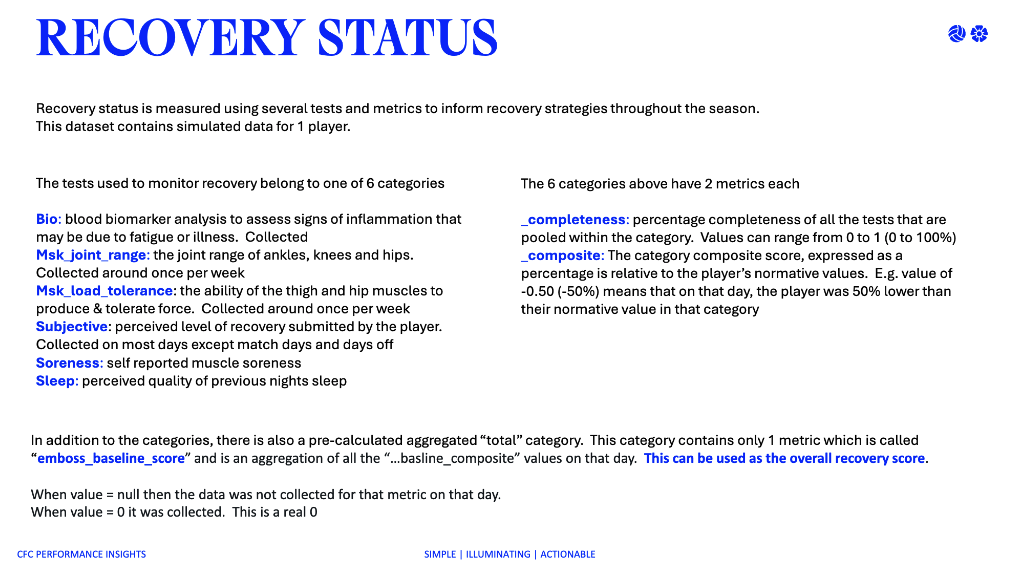 RECOVERY STATUS
Recovery status is measured using several tests and metrics to inform recovery strategies throughout the season.
This dataset contains simulated data for 1 player.
The tests used to monitor recovery belong to one of 6 categories
Bio: blood biomarker analysis to assess signs of inflammation that
may be due to fatigue or illness. Collected
Msk_joint_range: the joint range of ankles, knees and hips.
Collected around once per week
Msk_load_tolerance: the ability of the thigh and hip muscles to
produce & tolerate force. Collected around once per week
Subjective: perceived level of recovery submitted by the player.
Collected on most days except match days and days off
Soreness: self reported muscle soreness
Sleep: perceived quality of previous nights sleep
The 6 categories above have 2 metrics each
_completeness: percentage completeness of all the tests that are
pooled within the category. Values can range from 0 to 1 (0 to 100%)
_composite: The category composite score, expressed as a
percentage is relative to the player's normative values. E.g. value of
-0.50 (-50%) means that on that day, the player was 50% lower than
their normative value in that category
In addition to the categories, there is also a pre-calculated aggregated "total" category. This category contains only 1 metric which is called
"emboss_baseline_score" and is an aggregation of all the "...basline_composite" values on that day. This can be used as the overall recovery score.
When value = null then the data was not collected for that metric on that day.
When value = 0 it was collected. This is a real 0
CFC PERFORMANCE INSIGHTS
SIMPLE | ILLUMINATING | ACTIONABLE